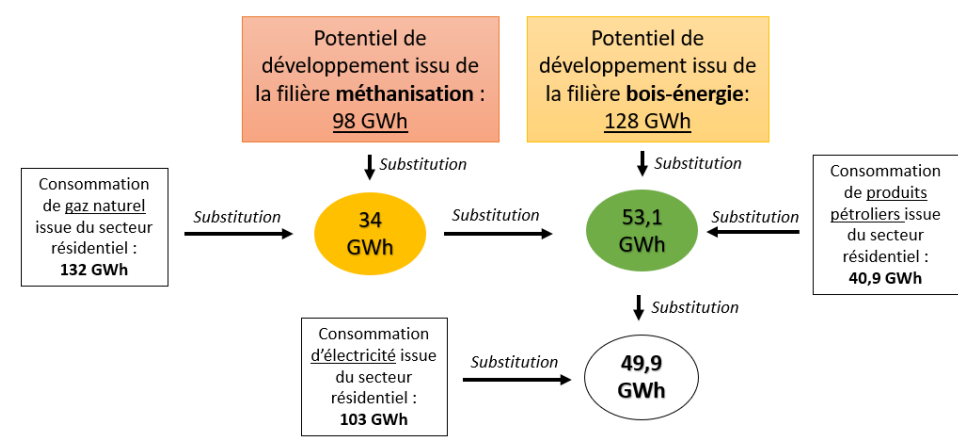 Potentiel de
développement issu de
la filière méthanisation :
98 GWh
Potentiel de
développement issu de
la filière bois-énergie:
128 GWh
Substitution
Substitution
Consommation
de gaz naturel
issue du secteur
résidentiel :
132 GWh
Substitution
34
GWh
Substitution
53,1
GWh
Substitution
Consommation
de produits
pétroliers issue
du secteur
résidentiel :
40,9 GWh
Substitution
Consommation
d'électricité issue
du secteur
résidentiel :
103 GWh
Substitution
49,9
GWh